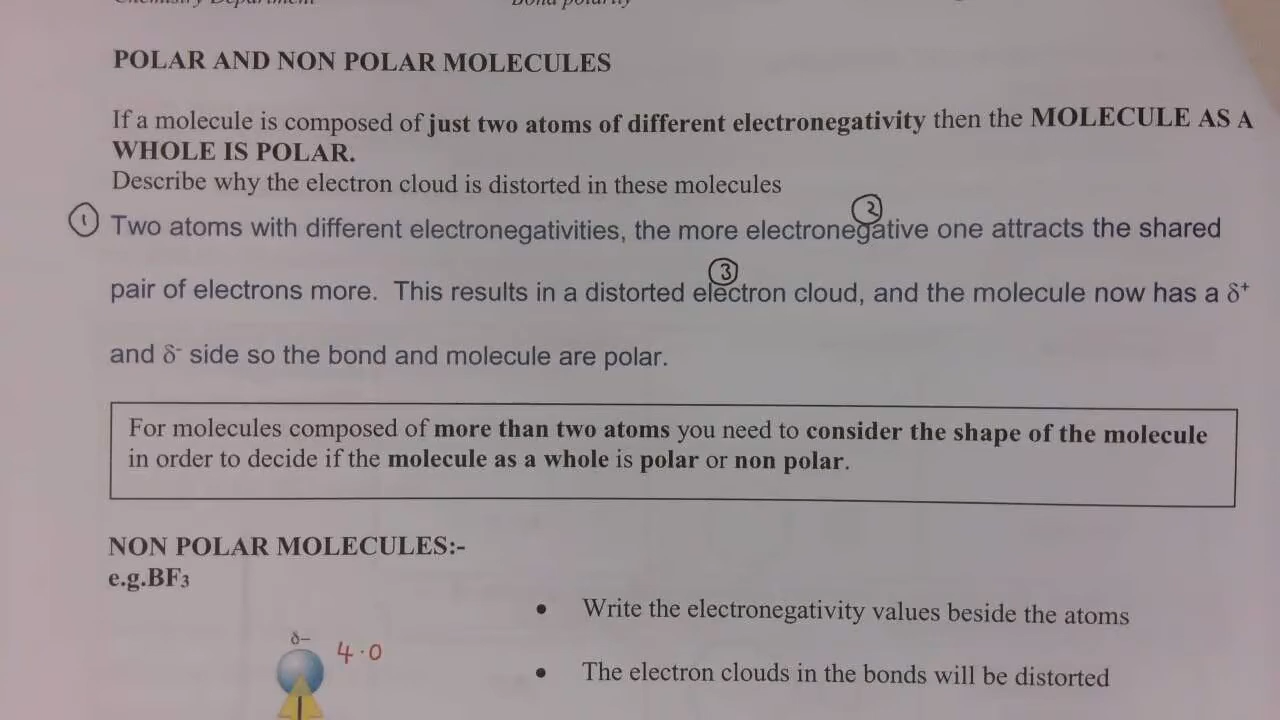 Chemistry Department Bond polarity
POLAR AND NON POLAR MOLECULES
If a molecule is composed of just two atoms of different electronegativity then the MOLECULE AS A
WHOLE IS POLAR.
Describe why the electron cloud is distorted in these molecules
① Two atoms with different electronegativities, the more electronegative one attracts the shared
②
pair of electrons more. This results in a distorted electron cloud, and the molecule now has a δ⁺
③
and δ⁻ side so the bond and molecule are polar.
For molecules composed of more than two atoms you need to consider the shape of the molecule
in order to decide if the molecule as a whole is polar or non polar.
NON POLAR MOLECULES:-
e.g.BF₃
• Write the electronegativity values beside the atoms
δ–
4.0
• The electron clouds in the bonds will be distorted